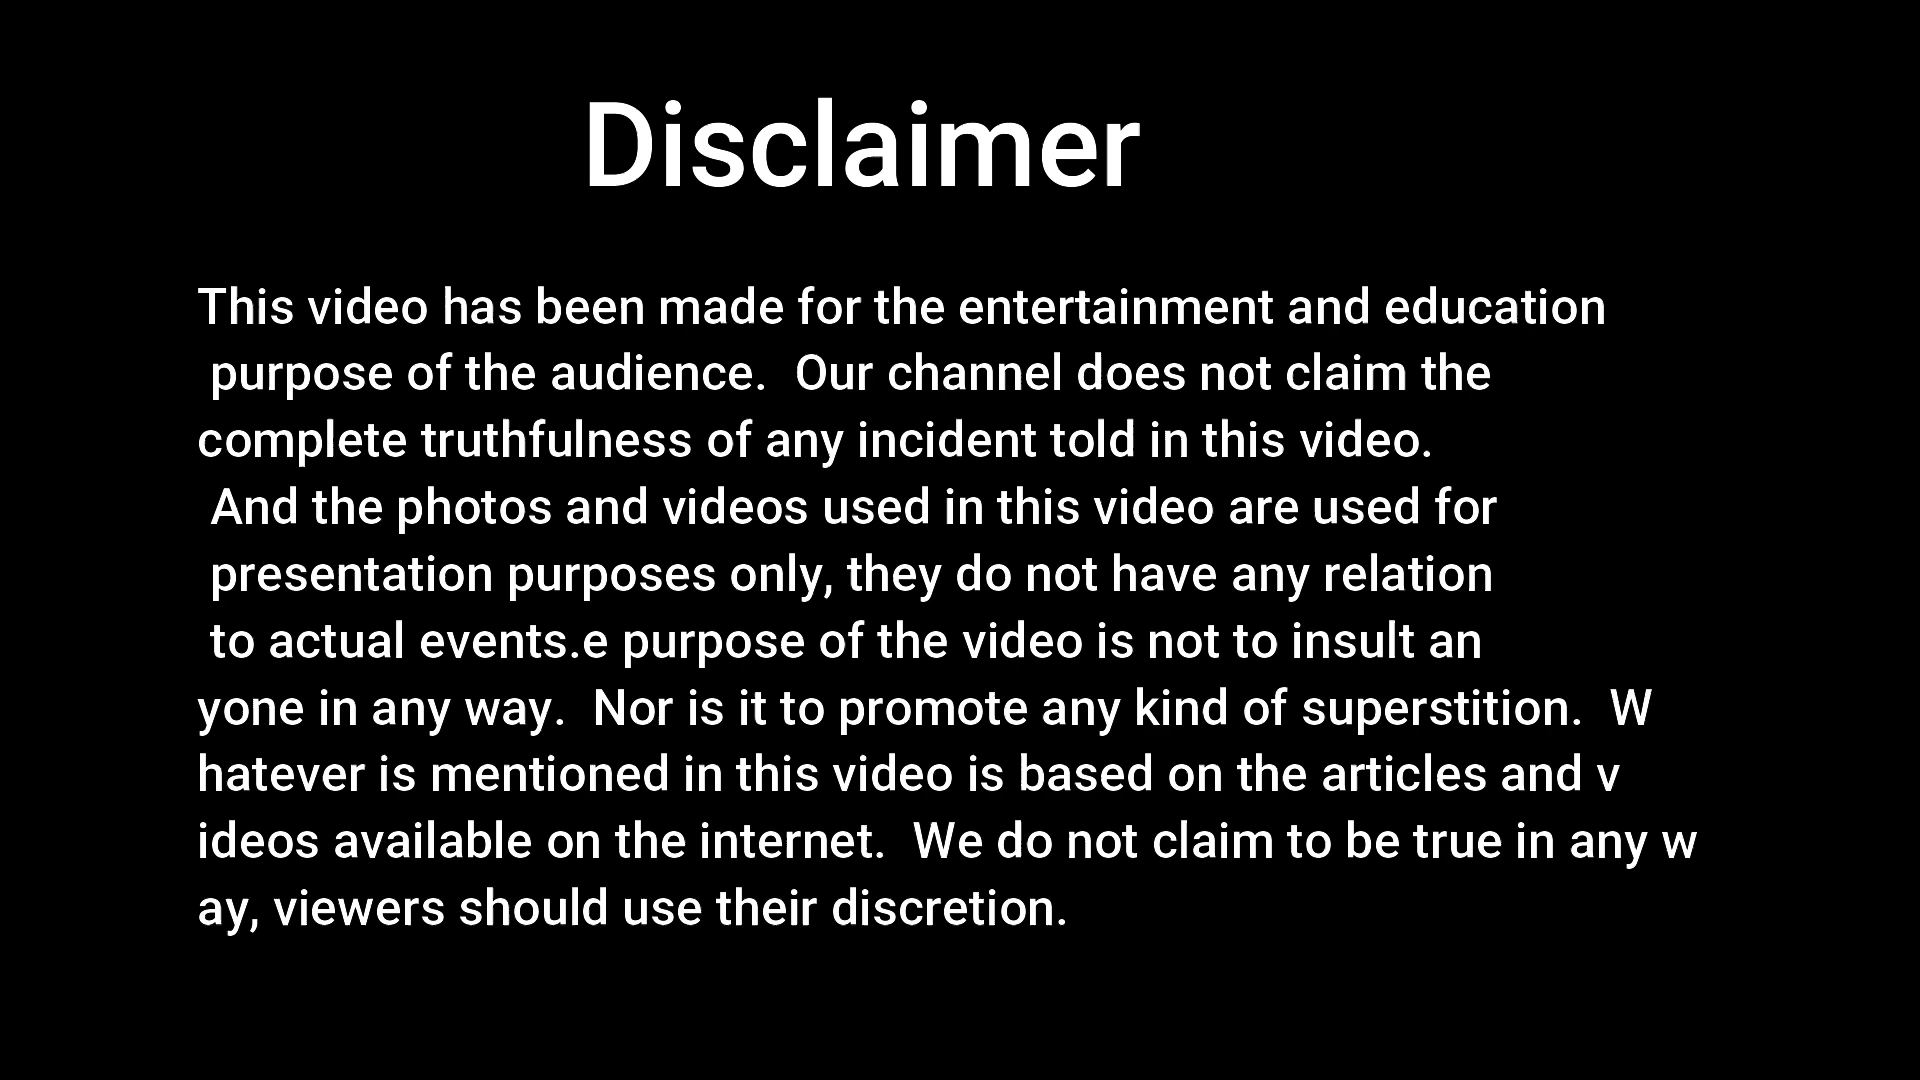 Disclaimer
This video has been made for the entertainment and education
purpose of the audience.  Our channel does not claim the
complete truthfulness of any incident told in this video.
And the photos and videos used in this video are used for
presentation purposes only, they do not have any relation
to actual events.e purpose of the video is not to insult an
yone in any way.  Nor is it to promote any kind of superstition.  W
hatever is mentioned in this video is based on the articles and v
ideos available on the internet.  We do not claim to be true in any w
ay, viewers should use their discretion.